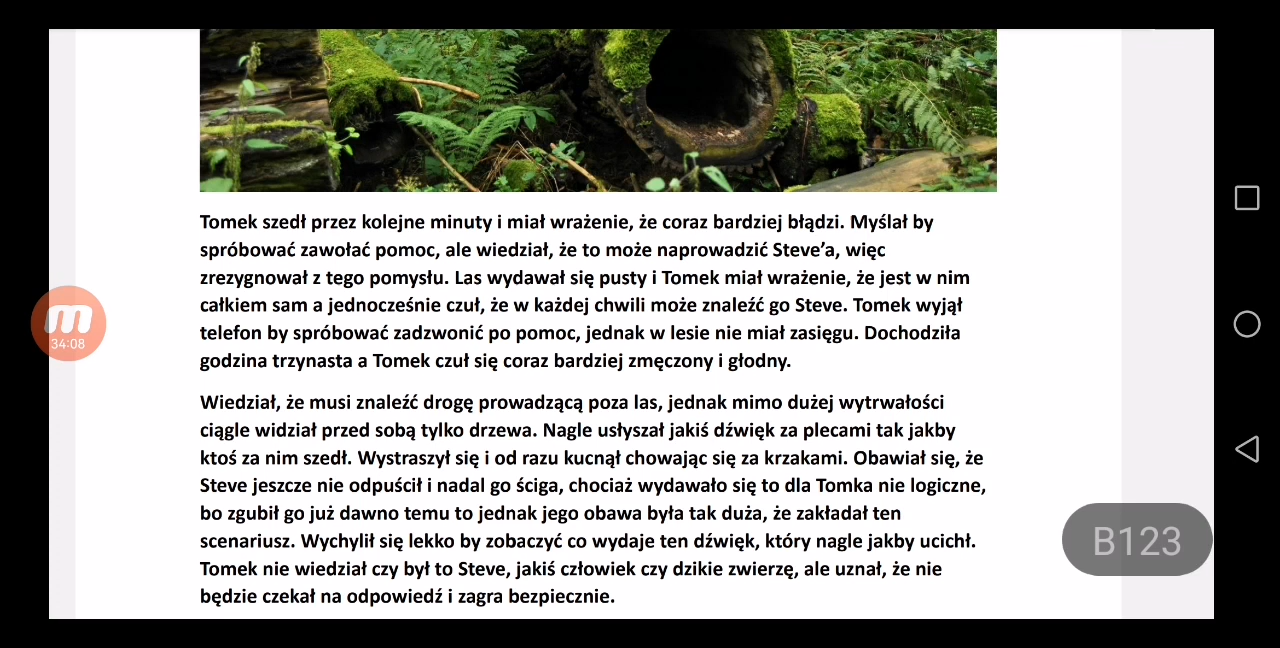 Tomek szedł przez kolejne minuty i miał wrażenie, że coraz bardziej błądzi. Myślał by
spróbować zawołać pomoc, ale wiedział, że to może naprowadzić Steve’a, więc
zrezygnował z tego pomysłu. Las wydawał się pusty i Tomek miał wrażenie, że jest w nim
całkiem sam a jednocześnie czuł, że w każdej chwili może znaleźć go Steve. Tomek wyjął
telefon by spróbować zadzwonić po pomoc, jednak w lesie nie miał zasięgu. Dochodziła
godzina trzynasta a Tomek czuł się coraz bardziej zmęczony i głodny.
Wiedział, że musi znaleźć drogę prowadzącą poza las, jednak mimo dużej wytrwałości
ciągle widział przed sobą tylko drzewa. Nagle usłyszał jakiś dźwięk za plecami tak jakby
ktoś za nim szedł. Wystraszył się i od razu kucnął chowając się za krzakami. Obawiał się, że
Steve jeszcze nie odpuścił i nadal go ściga, chociaż wydawało się to dla Tomka nie logiczne,
bo zgubił go już dawno temu to jednak jego obawa była tak duża, że zakładał ten
scenariusz. Wychylił się lekko by zobaczyć co wydaje ten dźwięk, który nagle jakby ucichł.
Tomek nie wiedział czy był to Steve, jakiś człowiek czy dzikie zwierzę, ale uznał, że nie
będzie czekał na odpowiedź i zagra bezpiecznie.
34:08
B123